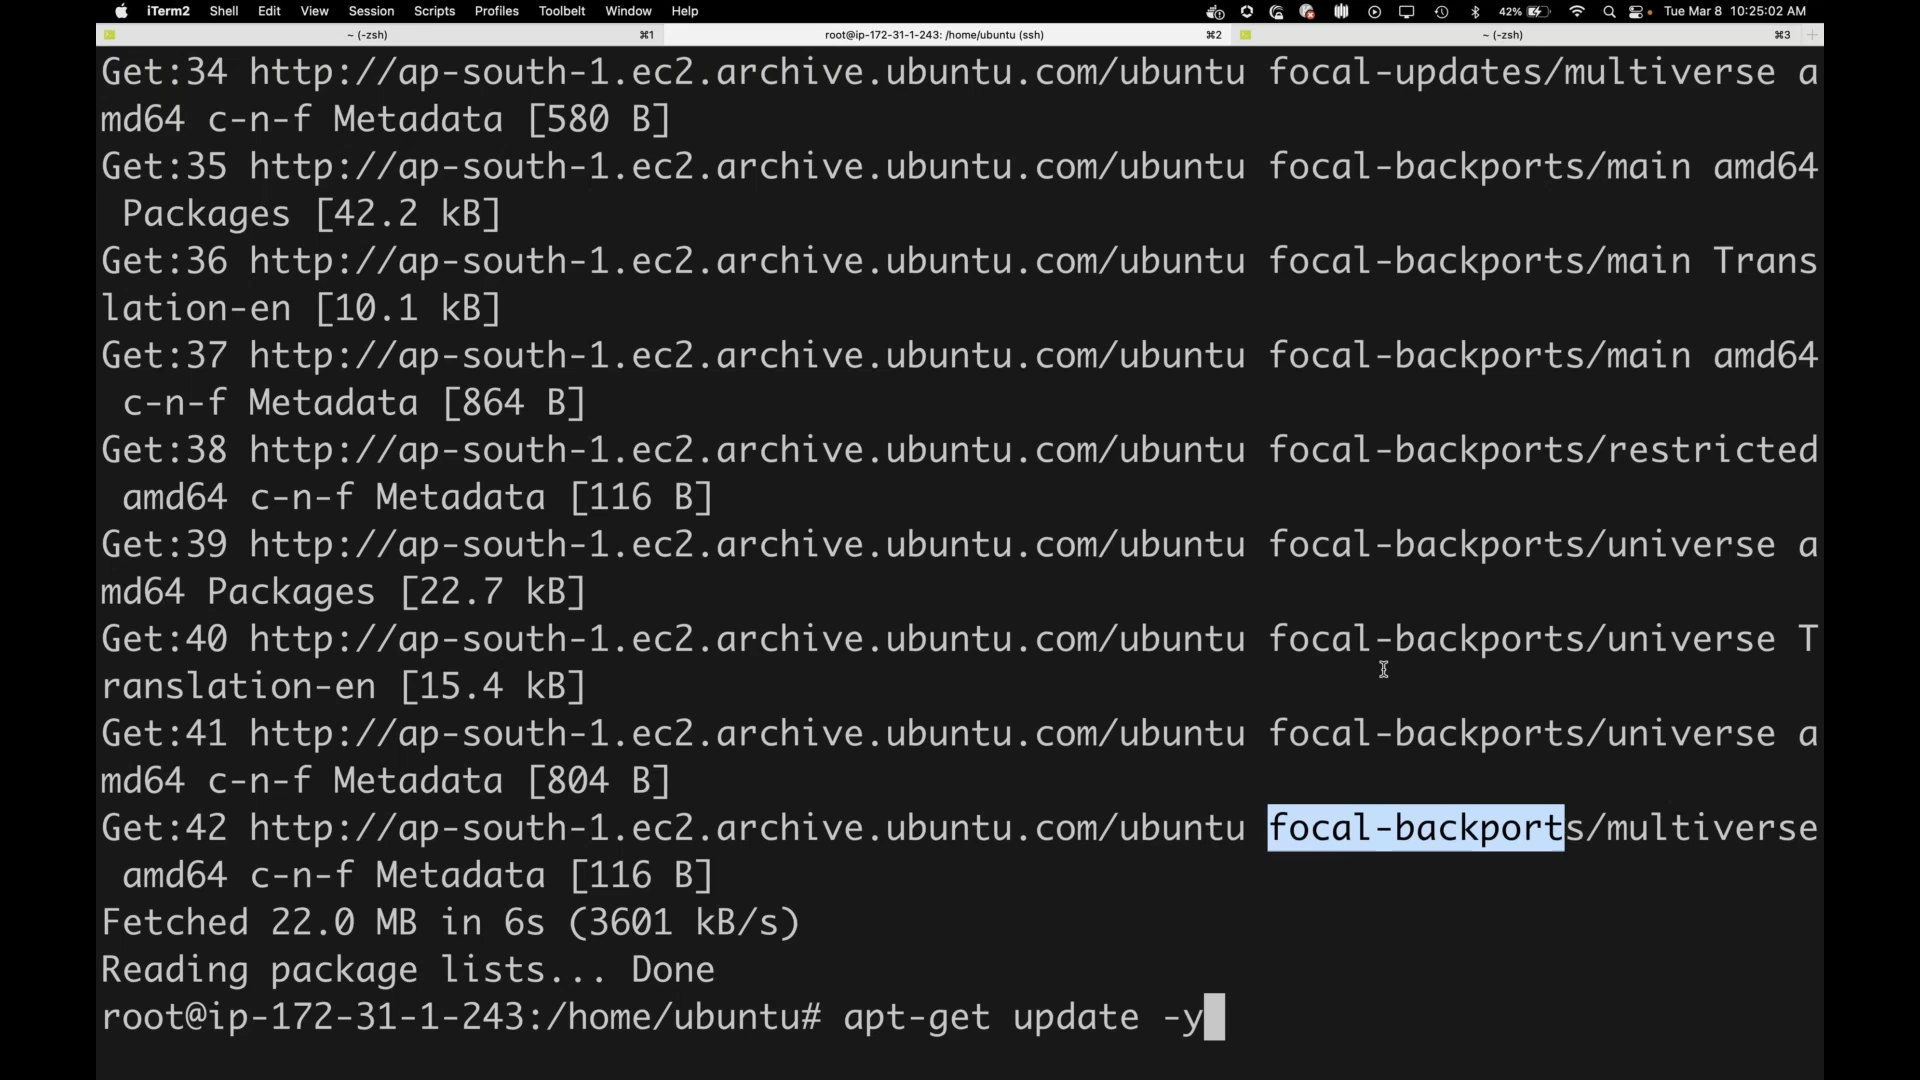 iTerm2 Shell Edit View Session Scripts Profiles Toolbelt Window Help 42% Tue Mar 8 10:25:02 AM
~ (-zsh) ⌘1 root@ip-172-31-1-243: /home/ubuntu (ssh) ⌘2 ~ (-zsh) ⌘3
Get:34 http://ap-south-1.ec2.archive.ubuntu.com/ubuntu focal-updates/multiverse a
md64 c-n-f Metadata [580 B]
Get:35 http://ap-south-1.ec2.archive.ubuntu.com/ubuntu focal-backports/main amd64
 Packages [42.2 kB]
Get:36 http://ap-south-1.ec2.archive.ubuntu.com/ubuntu focal-backports/main Trans
lation-en [10.1 kB]
Get:37 http://ap-south-1.ec2.archive.ubuntu.com/ubuntu focal-backports/main amd64
 c-n-f Metadata [864 B]
Get:38 http://ap-south-1.ec2.archive.ubuntu.com/ubuntu focal-backports/restricted
 amd64 c-n-f Metadata [116 B]
Get:39 http://ap-south-1.ec2.archive.ubuntu.com/ubuntu focal-backports/universe a
md64 Packages [22.7 kB]
Get:40 http://ap-south-1.ec2.archive.ubuntu.com/ubuntu focal-backports/universe T
ranslation-en [15.4 kB]
Get:41 http://ap-south-1.ec2.archive.ubuntu.com/ubuntu focal-backports/universe a
md64 c-n-f Metadata [804 B]
Get:42 http://ap-south-1.ec2.archive.ubuntu.com/ubuntu focal-backports/multiverse
 amd64 c-n-f Metadata [116 B]
Fetched 22.0 MB in 6s (3601 kB/s)
Reading package lists... Done
root@ip-172-31-1-243:/home/ubuntu# apt-get update -y